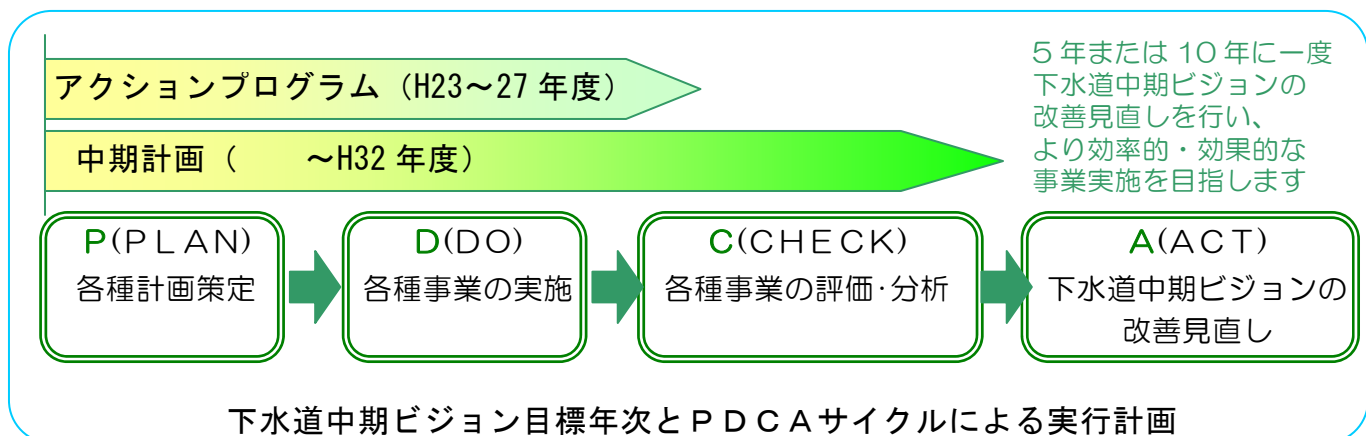 アクションプログラム（H23～27 年度）
中期計画（　　～H32 年度）
５年または 10 年に一度
下水道中期ビジョンの
改善見直しを行い、
より効率的・効果的な
事業実施を目指します
P(ＰＬＡＮ)
各種計画策定
D(DO)
各種事業の実施
C(CHECK)
各種事業の評価・分析
A(ACT)
下水道中期ビジョンの
改善見直し
下水道中期ビジョン目標年次とＰＤＣＡサイクルによる実行計画